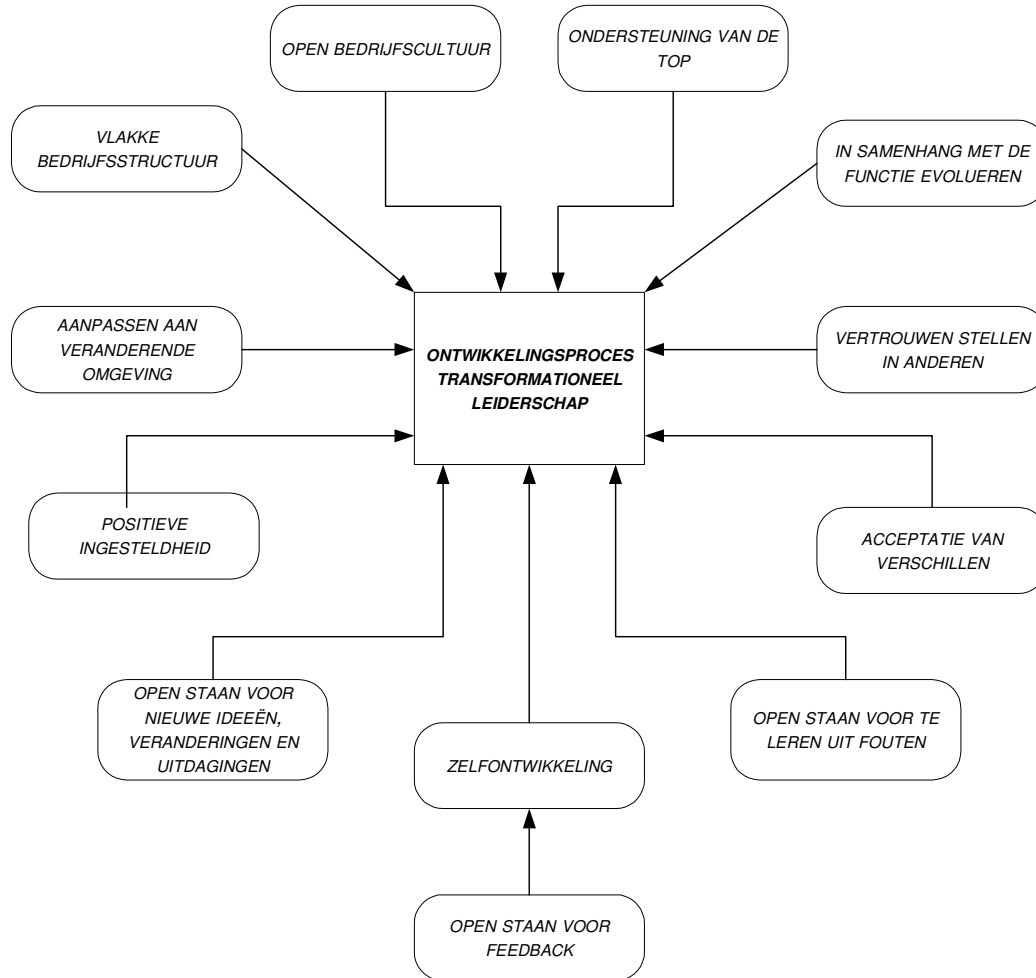 OPEN BEDRIJFSCULTUUR
ONDERSTEUNING VAN DE
TOP
VLAKKE
BEDRIJFSSTRUCTUUR
IN SAMENHANG MET DE
FUNCTIE EVOLUEREN
AANPASSEN AAN
VERANDERENDE
OMGEVING
ONTWIKKELINGSPROCES
TRANSFORMATIONEEL
LEIDERSCHAP
VERTROUWEN STELLEN
IN ANDEREN
POSITIEVE
INGESTELDHEID
ACCEPTATIE VAN
VERSCHILLEN
OPEN STAAN VOOR
NIEUWE IDEEËN,
VERANDERINGEN EN
UITDAGINGEN
ZELFONTWIKKELING
OPEN STAAN VOOR TE
LEREN UIT FOUTEN
OPEN STAAN VOOR
FEEDBACK